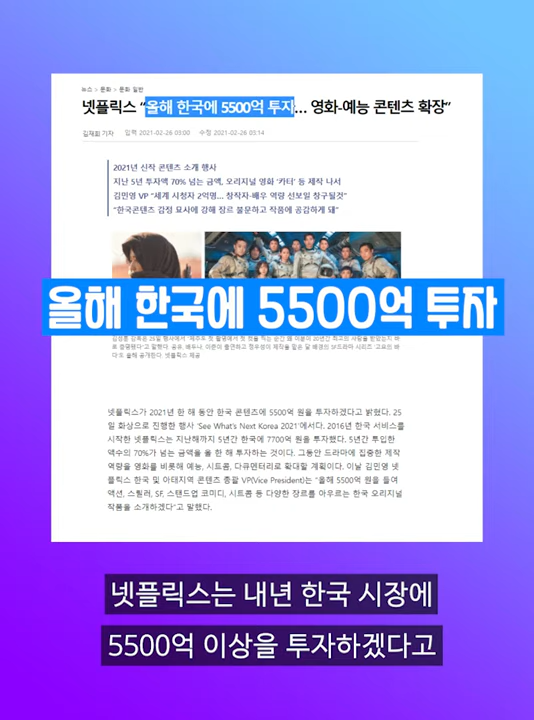 뉴스 > 문화 > 문화 일반
넷플릭스 “올해 한국에 5500억 투자… 영화-예능 콘텐츠 확장”
김재희 기자 입력 2021-02-26 03:00 수정 2021-02-26 05:14
2021년 신작 콘텐츠 소개 행사
지난 5년 투자액 70% 넘는 금액, 오리지널 영화 ‘카터’ 등 제작 나서
김민영 VP “세계 시청자 2억명… 창작자-배우 역량 선보일 창구될것”
“한국콘텐츠 감정 묘사에 강해 장르 불문하고 작품에 공감하게 돼”
올해 한국에 5500억 투자
다’도 올해 공개한다. 넷플릭스 제공
넷플릭스가 2021년 한 해 동안 한국 콘텐츠에 5500억 원을 투자하겠다고 밝혔다. 25
일 화상으로 진행한 행사 ‘See What’s Next Korea 2021’에서다. 2016년 한국 서비스를
시작한 넷플릭스는 지난해까지 5년간 한국에 7700억 원을 투자했다. 5년간 투입한
액수의 70%가 넘는 금액을 올 한 해 투자하는 것이다. 그동안 드라마에 집중한 제작
역량을 영화를 비롯해 예능, 시트콤, 다큐멘터리로 확대할 계획이다. 이날 김민영 넷
플릭스 한국 및 아태지역 콘텐츠 총괄 VP(Vice President)는 “올해 5500억 원을 들여
액션, 스릴러, SF, 스탠드업 코미디, 시트콤 등 다양한 장르를 아우르는 한국 오리지널
작품을 소개하겠다”고 말했다.
넷플릭스는 내년 한국 시장에
5500억 이상을 투자하겠다고